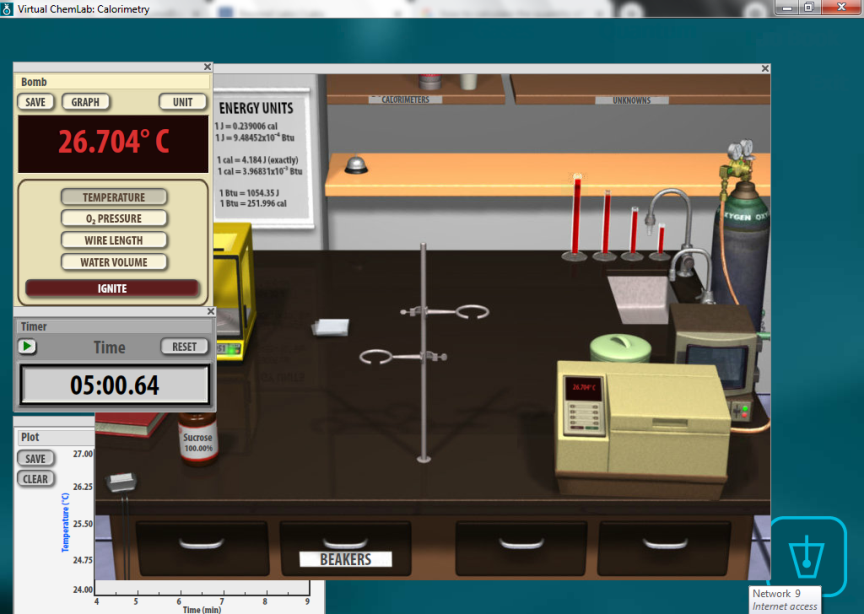 Virtual ChemLab: Calorimetry
Bomb
SAVE GRAPH UNIT
26.704° C
TEMPERATURE
O₂ PRESSURE
WIRE LENGTH
WATER VOLUME
IGNITE
ENERGY UNITS
1 J = 0.239006 cal
1 J = 9.48452x10⁻⁴ Btu
1 cal = 4.184 J (exactly)
1 cal = 3.96831x10⁻³ Btu
1 Btu = 1054.35 J
1 Btu = 251.996 cal
CALORIMETERS
UNKNOWNS
Timer
Time RESET
05:00.64
Sucrose
100.00%
26.704°C
BEAKERS
Plot
SAVE
CLEAR
Temperature (°C)
27.00
26.25
25.50
24.75
24.00
4 5 6 7 8 9
Time (min)
Network 9
Internet access